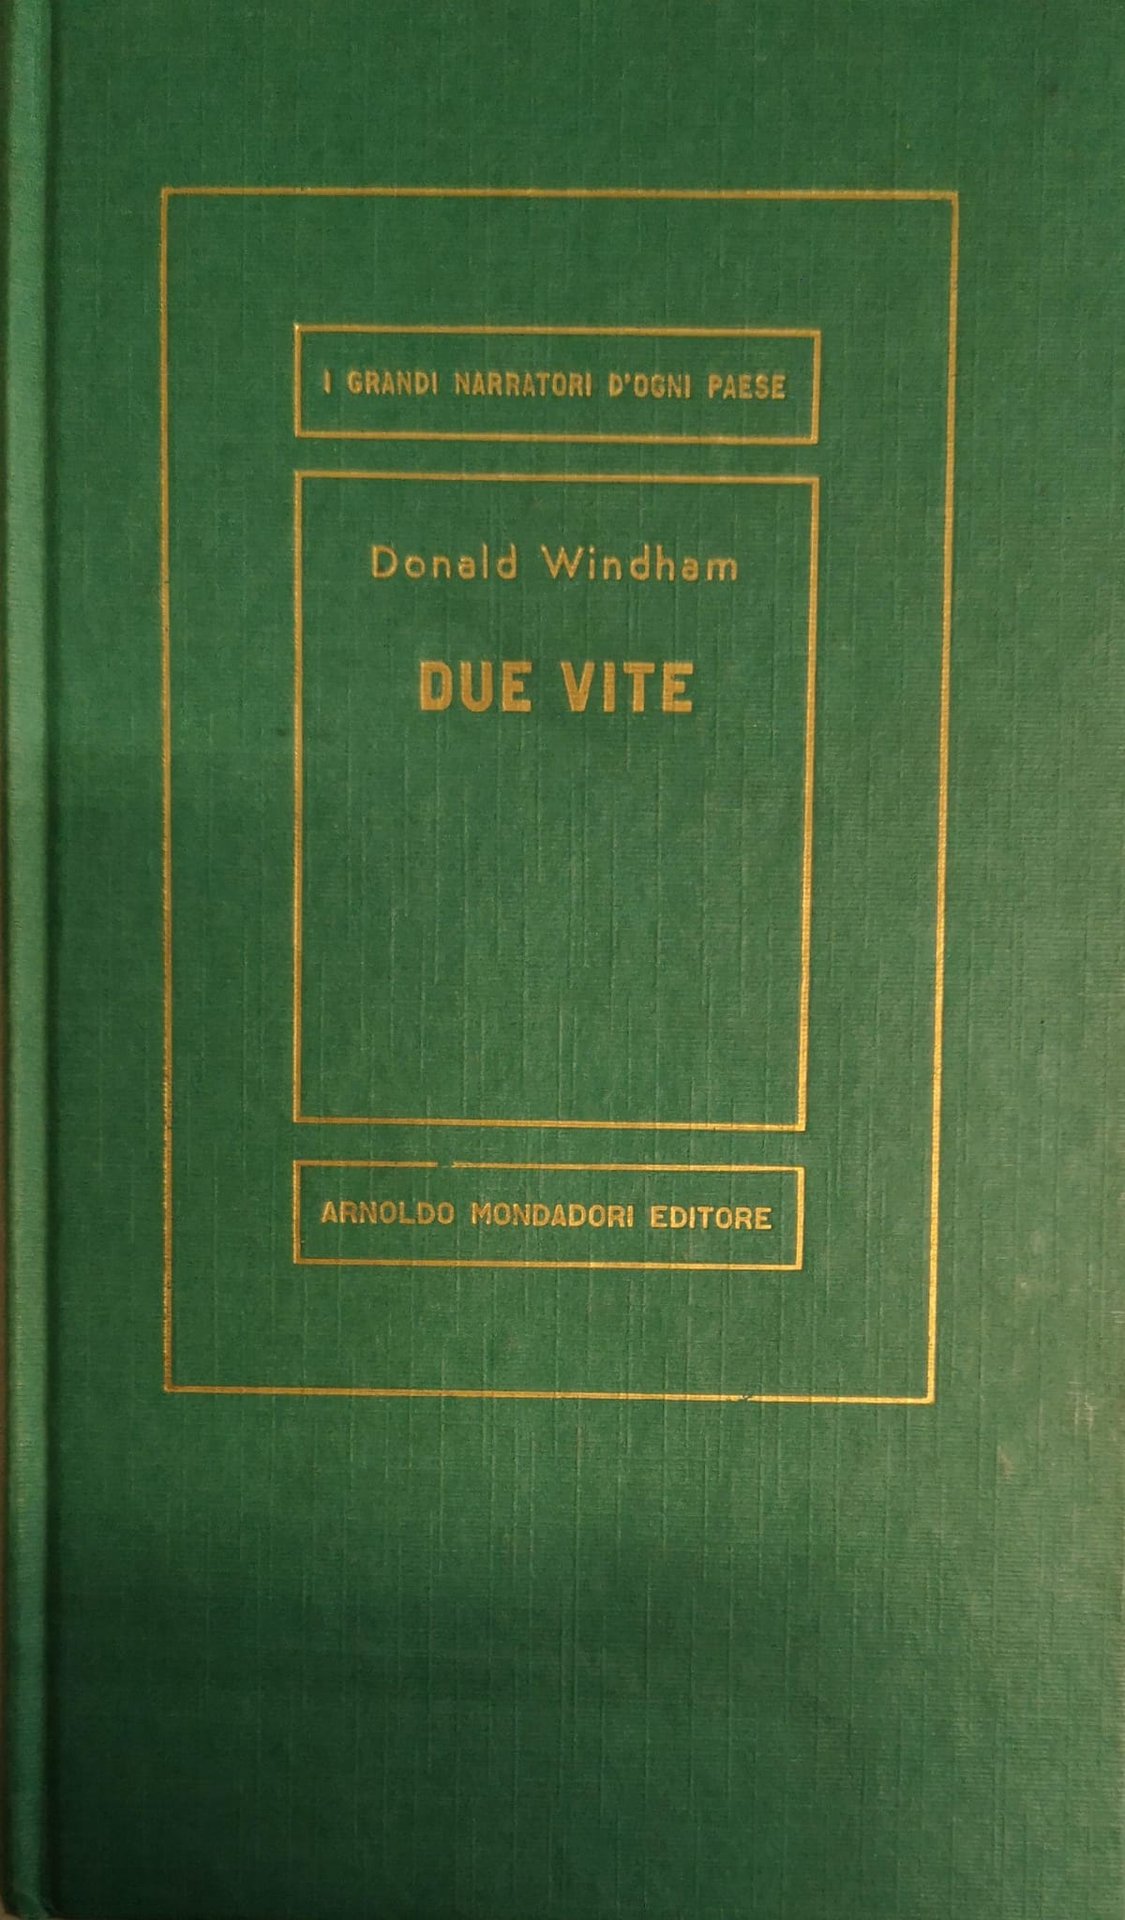 I GRANDI NARRATORI D'OGNI PAESE
Donald Windham
DUE VITE
ARNOLDO MONDADORI EDITORE